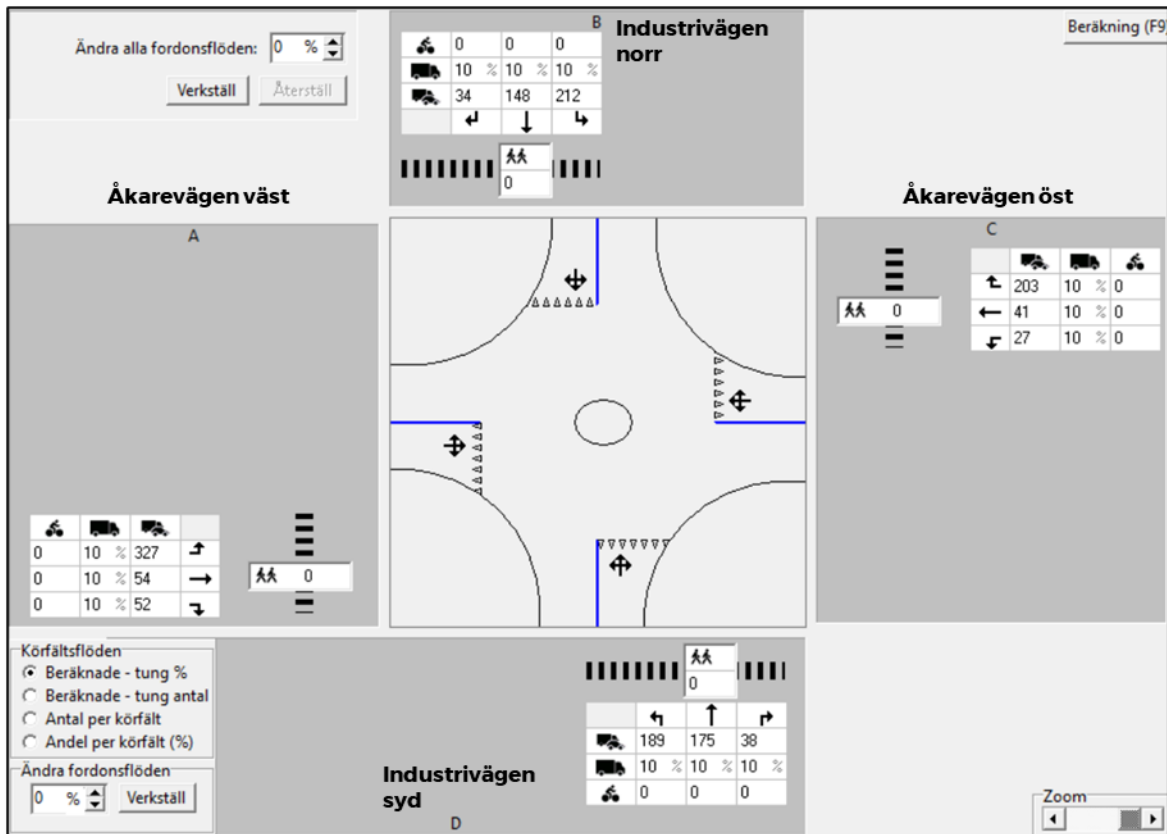 B
Industrivägen
norr
Beräkning (F9)
Ändra alla fordonsflöden: 0 %
Verkställ Återställ
0 0 0
10 % 10 % 10 %
34 148 212
0
Åkarevägen väst
Åkarevägen öst
A
C
203 10 % 0
41 10 % 0
27 10 % 0
0
0 10 % 327
0 10 % 54
0 10 % 52
0
Körfältsflöden
Beräknade - tung %
Beräknade - tung antal
Antal per körfält
Andel per körfält (%)
Ändra fordonsflöden
0 % Verkställ
0
189 175 38
10 % 10 % 10 %
0 0 0
Industrivägen
syd
D
Zoom